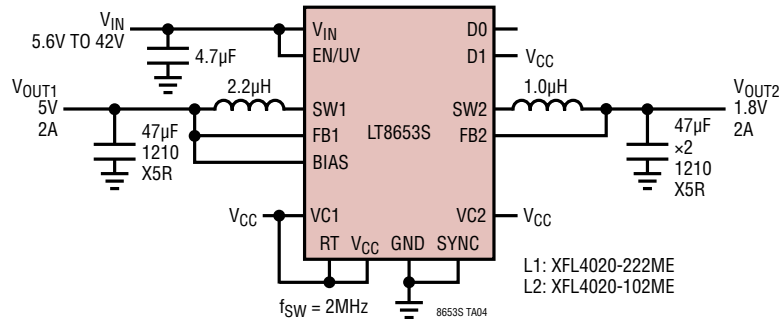 VIN
5.6V TO 42V
4.7µF
VIN
EN/UV
D0
D1
VCC
VOUT1
5V
2A
2.2µH
SW1
FB1
BIAS
LT8653S
SW2
FB2
1.0µH
VOUT2
1.8V
2A
47µF
1210
X5R
47µF
×2
1210
X5R
VCC
VC1
VC2
VCC
RT
VCC
GND
SYNC
fSW = 2MHz
8653S TA04
L1: XFL4020-222ME
L2: XFL4020-102ME